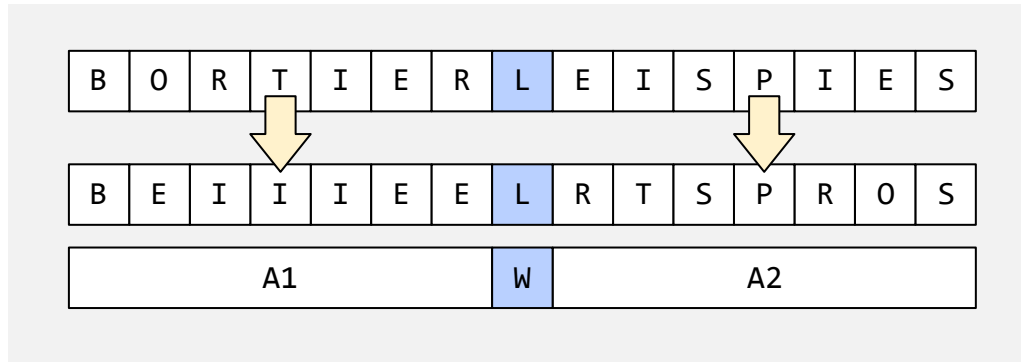 B O R T I E R L E I S P I E S
B E I I I E E L R T S P R O S
A1 W A2